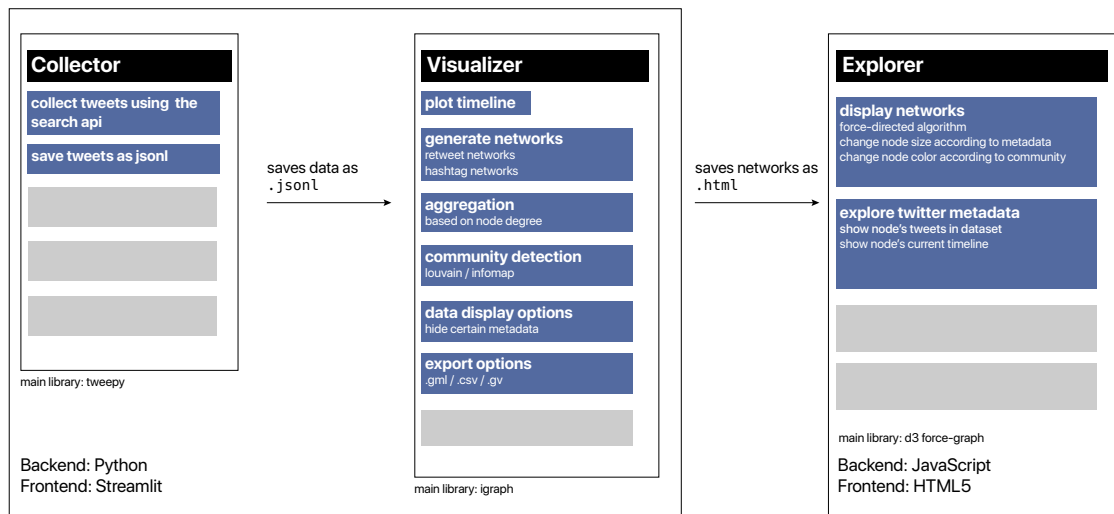 Collector
collect tweets using the
search api
save tweets as jsonl
main library: tweepy
Backend: Python
Frontend: Streamlit
saves data as
.jsonl
Visualizer
plot timeline
generate networks
retweet networks
hashtag networks
aggregation
based on node degree
community detection
louvain / infomap
data display options
hide certain metadata
export options
.gml / .csv / .gv
main library: igraph
saves networks as
.html
Explorer
display networks
force-directed algorithm
change node size according to metadata
change node color according to community
explore twitter metadata
show node's tweets in dataset
show node's current timeline
main library: d3 force-graph
Backend: JavaScript
Frontend: HTML5